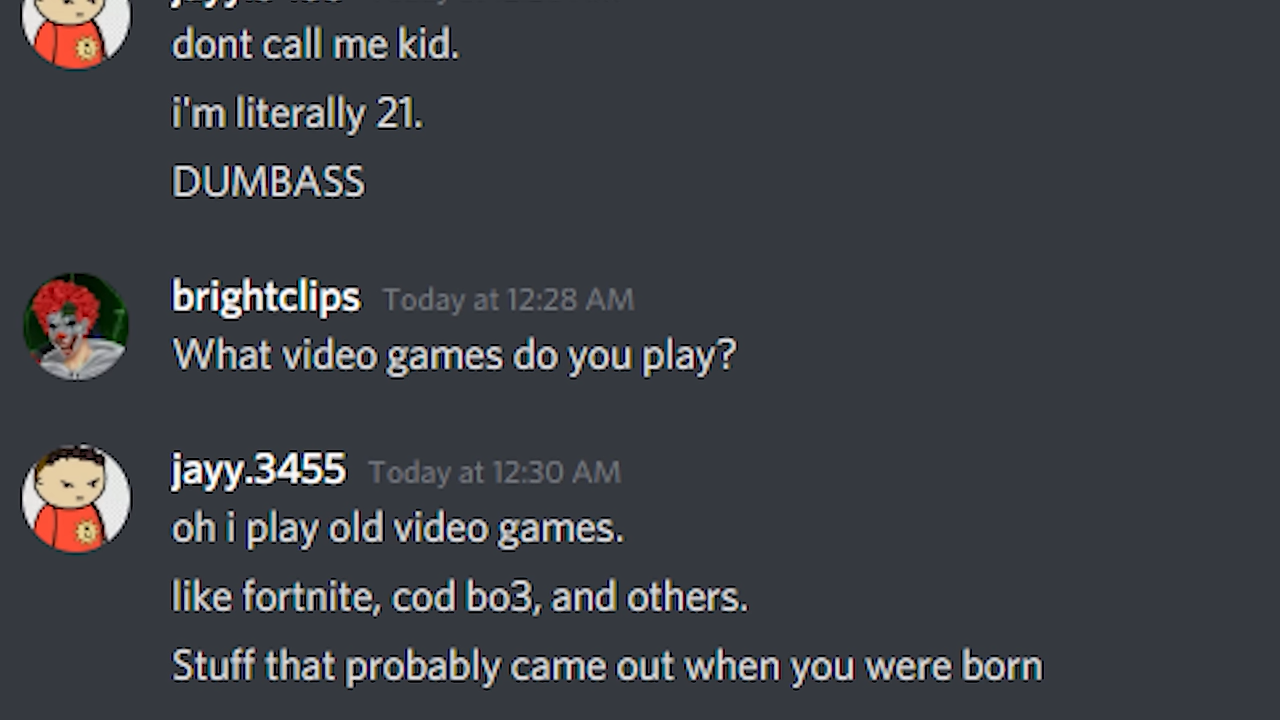 dont call me kid.
i'm literally 21.
DUMBASS
brightclips Today at 12:28 AM
What video games do you play?
jayy.3455 Today at 12:30 AM
oh i play old video games.
like fortnite, cod bo3, and others.
Stuff that probably came out when you were born